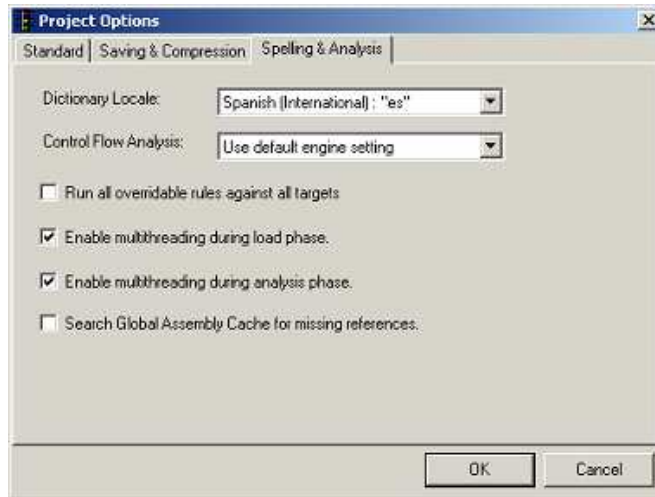 Project Options
Standard Saving & Compression Spelling & Analysis
Dictionary Locale: Spanish (International) : "es"
Control Flow Analysis: Use default engine setting
Run all overridable rules against all targets
Enable multithreading during load phase.
Enable multithreading during analysis phase.
Search Global Assembly Cache for missing references.
OK Cancel